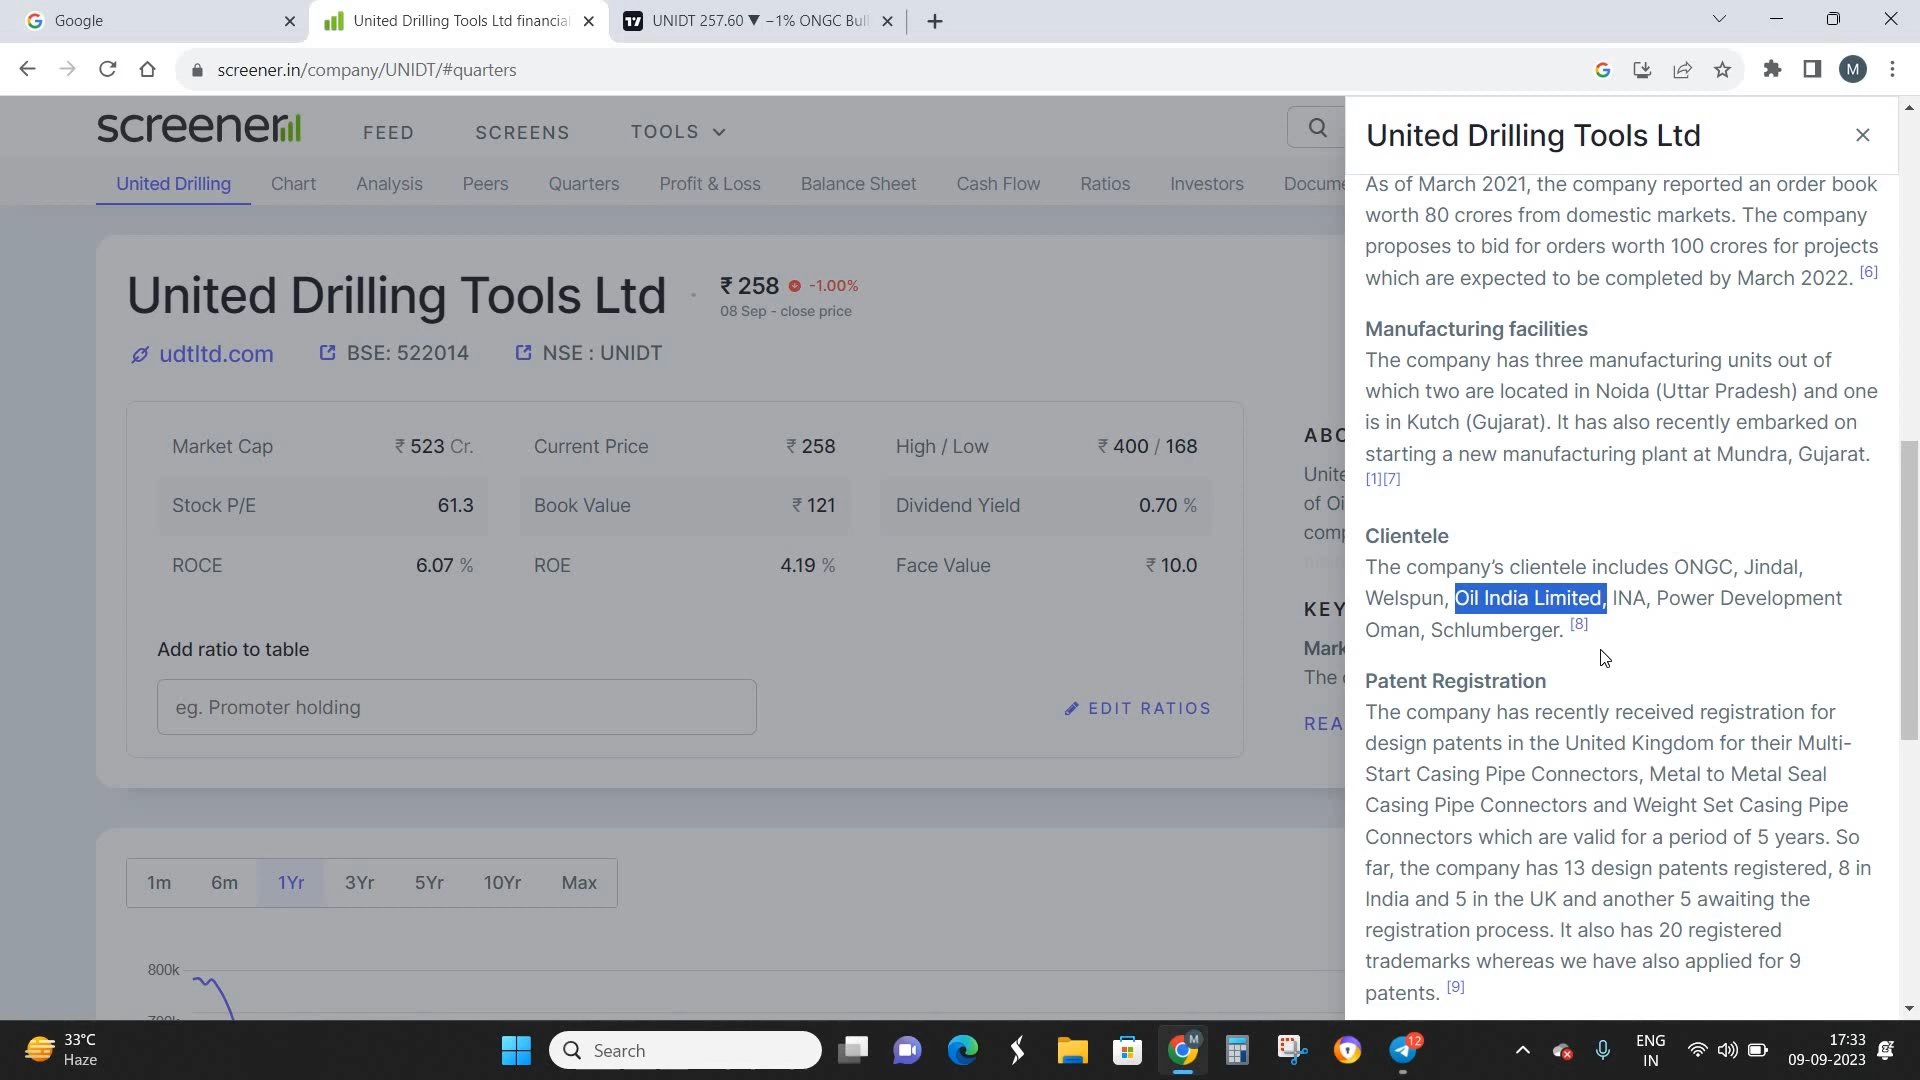 Google
United Drilling Tools Ltd financial
UNIDT 257.60 ▼ −1% ONGC Bull
screener.in/company/UNIDT/#quarters
M
screener
FEED
SCREENS
TOOLS
United Drilling
Chart
Analysis
Peers
Quarters
Profit & Loss
Balance Sheet
Cash Flow
Ratios
Investors
Docume
United Drilling Tools Ltd
₹ 258
-1.00%
08 Sep - close price
udtltd.com
BSE: 522014
NSE : UNIDT
Market Cap ₹ 523 Cr.
Current Price ₹ 258
High / Low ₹ 400 / 168
Stock P/E 61.3
Book Value ₹ 121
Dividend Yield 0.70 %
ROCE 6.07 %
ROE 4.19 %
Face Value ₹ 10.0
Add ratio to table
eg. Promoter holding
EDIT RATIOS
ABO
Unite
of Oi
comp
KEY
Mark
The
REA
1m 6m 1Yr 3Yr 5Yr 10Yr Max
800k
United Drilling Tools Ltd
As of March 2021, the company reported an order book
worth 80 crores from domestic markets. The company
proposes to bid for orders worth 100 crores for projects
which are expected to be completed by March 2022. [6]
Manufacturing facilities
The company has three manufacturing units out of
which two are located in Noida (Uttar Pradesh) and one
is in Kutch (Gujarat). It has also recently embarked on
starting a new manufacturing plant at Mundra, Gujarat.
[1][7]
Clientele
The company’s clientele includes ONGC, Jindal,
Welspun, Oil India Limited, INA, Power Development
Oman, Schlumberger. [8]
Patent Registration
The company has recently received registration for
design patents in the United Kingdom for their Multi-
Start Casing Pipe Connectors, Metal to Metal Seal
Casing Pipe Connectors and Weight Set Casing Pipe
Connectors which are valid for a period of 5 years. So
far, the company has 13 design patents registered, 8 in
India and 5 in the UK and another 5 awaiting the
registration process. It also has 20 registered
trademarks whereas we have also applied for 9
patents. [9]
33°C
Haze
Search
M
12
ENG
IN
17:33
09-09-2023